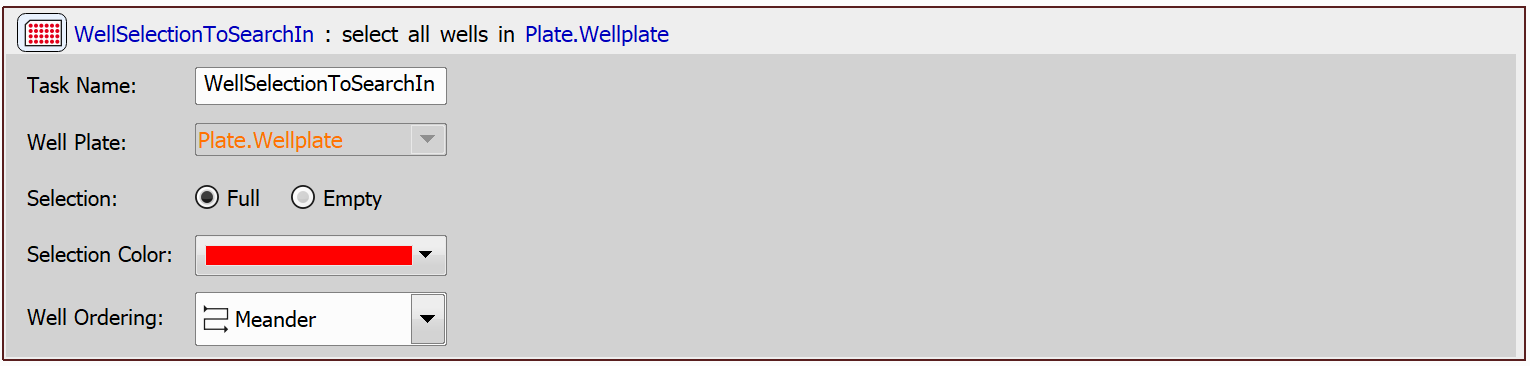 WellSelectionToSearchIn : select all wells in Plate.Wellplate
Task Name: WellSelectionToSearchIn
Well Plate: Plate.Wellplate
Selection: Full Empty
Selection Color:
Well Ordering: Meander